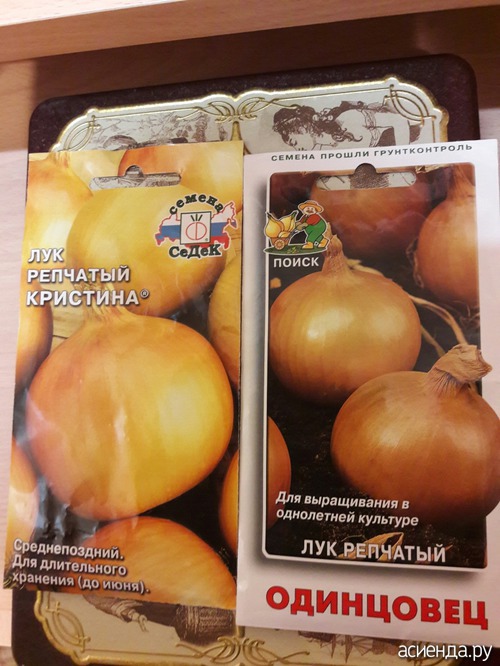 ЛУК
РЕПЧАТЫЙ
КРИСТИНА®
семена
СеДеК
Среднепоздний.
Для длительного
хранения (до июня).
СЕМЕНА ПРОШЛИ ГРУНТКОНТРОЛЬ
ПОИСК
Для выращивания в
однолетней культуре
ЛУК РЕПЧАТЫЙ
ОДИНЦОВЕЦ
асиенда.ру